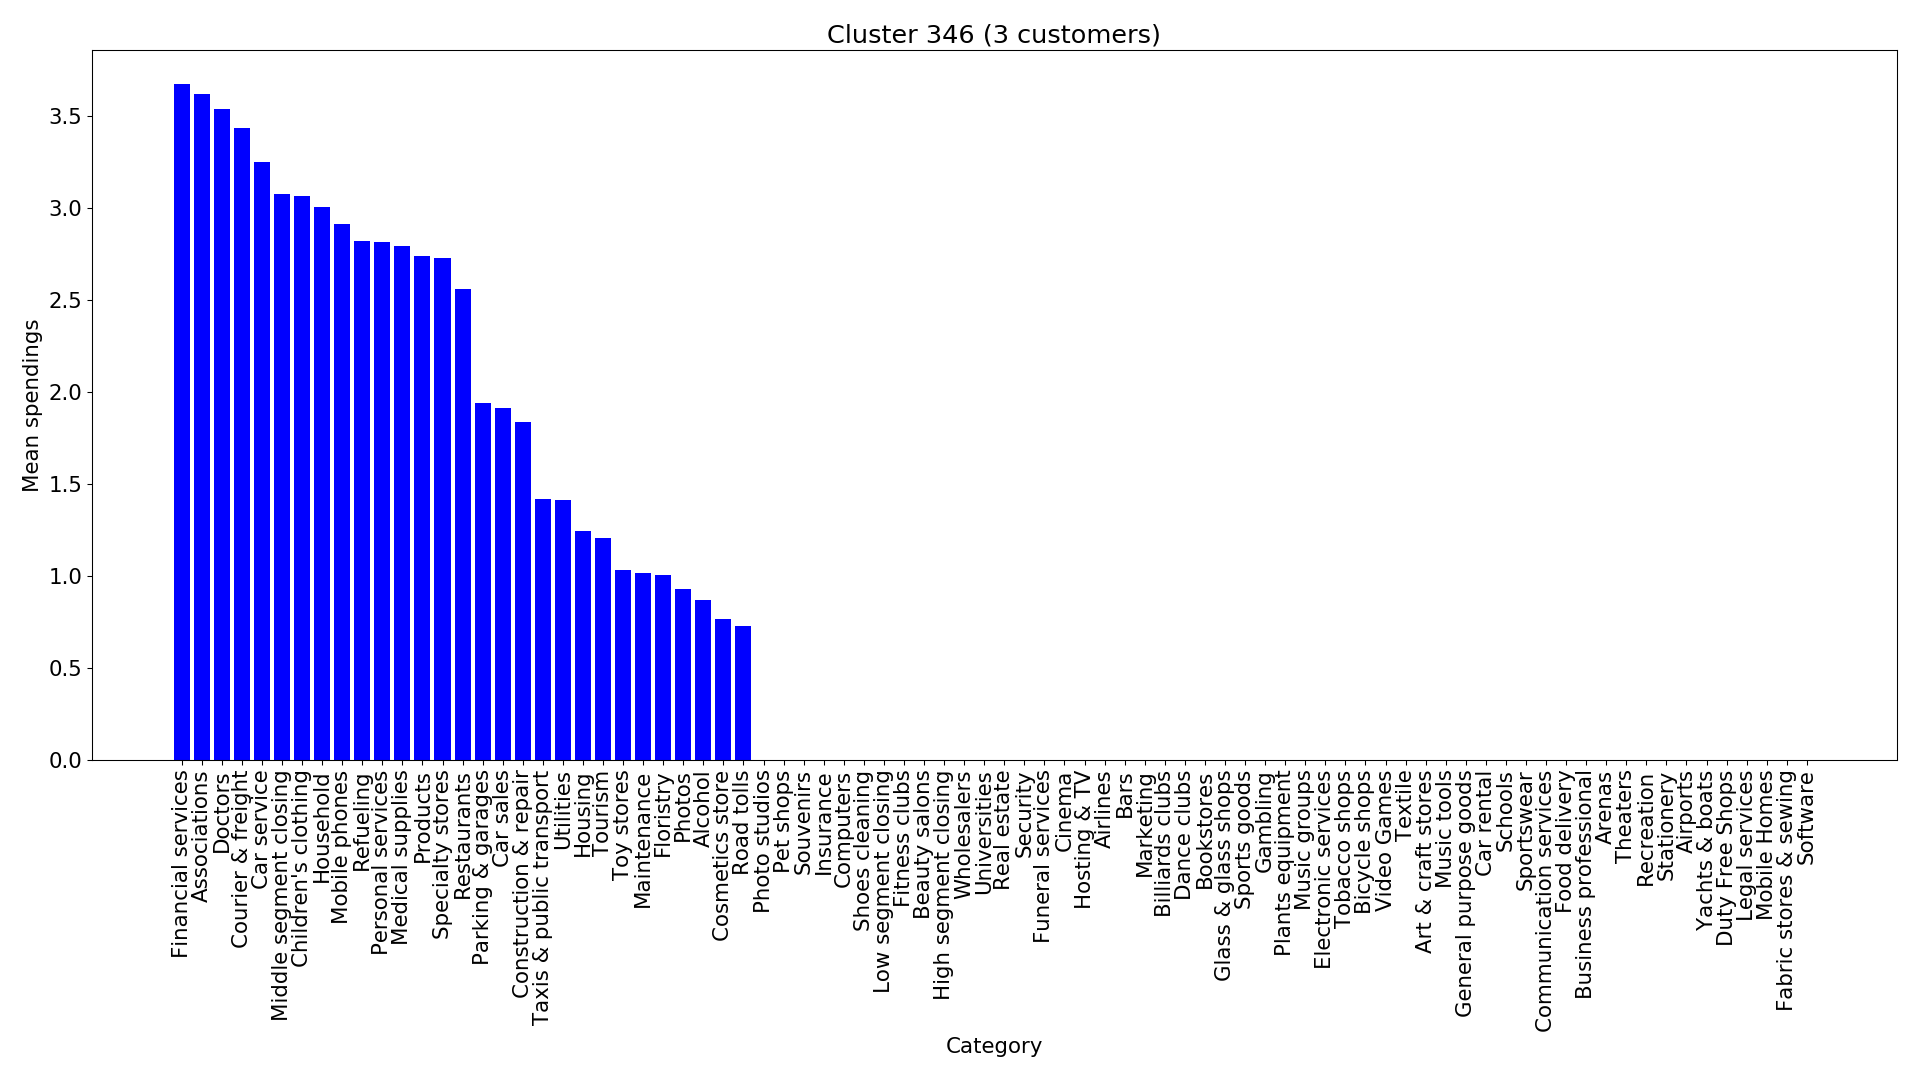 Cluster 346 (3 customers)
Mean spendings
3.5
3.0
2.5
2.0
1.5
1.0
0.5
0.0
Financial services
Associations
Doctors
Courier & freight
Car service
Middle segment closing
Children's clothing
Household
Mobile phones
Refueling
Personal services
Medical supplies
Products
Specialty stores
Restaurants
Parking & garages
Car sales
Construction & repair
Taxis & public transport
Utilities
Housing
Tourism
Toy stores
Maintenance
Floristry
Photos
Alcohol
Cosmetics store
Road tolls
Photo studios
Pet shops
Souvenirs
Insurance
Computers
Shoes cleaning
Low segment closing
Fitness clubs
Beauty salons
High segment closing
Wholesalers
Universities
Real estate
Security
Funeral services
Cinema
Hosting & TV
Airlines
Bars
Marketing
Billiards clubs
Dance clubs
Bookstores
Glass & glass shops
Sports goods
Gambling
Plants equipment
Music groups
Electronic services
Tobacco shops
Bicycle shops
Video Games
Textile
Art & craft stores
Music tools
General purpose goods
Car rental
Schools
Sportswear
Communication services
Food delivery
Business professional
Arenas
Theaters
Recreation
Stationery
Airports
Yachts & boats
Duty Free Shops
Legal services
Mobile Homes
Fabric stores & sewing
Software
Category